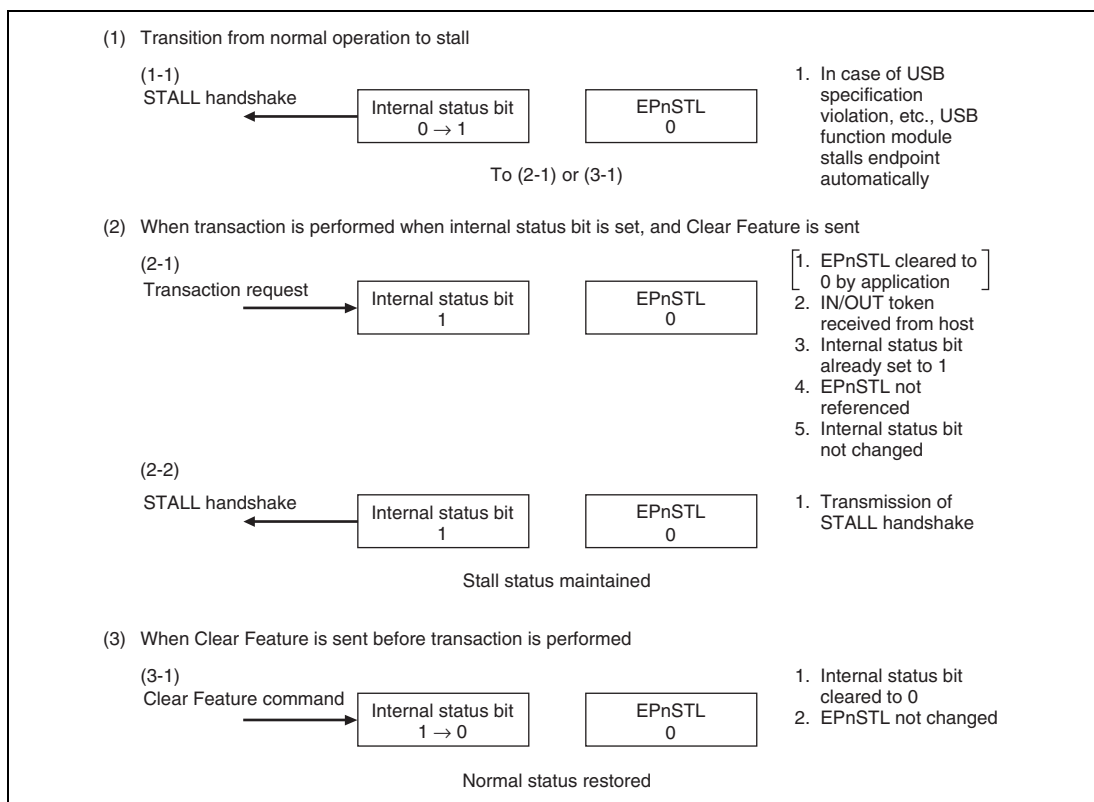 (1) Transition from normal operation to stall
(1-1)
STALL handshake
Internal status bit
0 → 1
EPnSTL
0
1. In case of USB
specification
violation, etc., USB
function module
stalls endpoint
automatically
To (2-1) or (3-1)
(2) When transaction is performed when internal status bit is set, and Clear Feature is sent
(2-1)
Transaction request
Internal status bit
1
EPnSTL
0
1. EPnSTL cleared to
0 by application
2. IN/OUT token
received from host
3. Internal status bit
already set to 1
4. EPnSTL not
referenced
5. Internal status bit
not changed
(2-2)
STALL handshake
Internal status bit
1
EPnSTL
0
1. Transmission of
STALL handshake
Stall status maintained
(3) When Clear Feature is sent before transaction is performed
(3-1)
Clear Feature command
Internal status bit
1 → 0
EPnSTL
0
1. Internal status bit
cleared to 0
2. EPnSTL not changed
Normal status restored